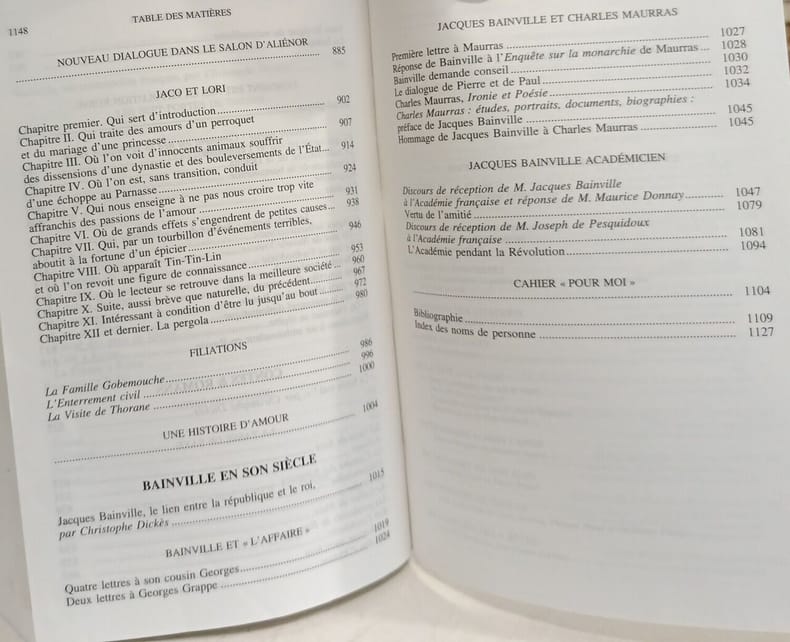 1148
TABLE DES MATIÈRES
NOUVEAU DIALOGUE DANS LE SALON D'ALIÉNOR
885
JACO ET LORI
Chapitre premier. Qui sert d'introduction 902
Chapitre II. Qui traite des amours d'un perroquet
et du mariage d'une princesse 907
Chapitre III. Où l'on voit d'innocents animaux souffrir
des dissensions d'une dynastie et des bouleversements de l'État... 914
Chapitre IV. Où l'on est, sans transition, conduit
d'une échoppe au Parnasse 924
Chapitre V. Qui nous enseigne à ne pas nous croire trop vite
affranchis des passions de l'amour 931
Chapitre VI. Où de grands effets s'engendrent de petites causes... 938
Chapitre VII. Qui, par un tourbillon d'événements terribles,
aboutit à la fortune d'un épicier 946
Chapitre VIII. Où apparaît Tin-Tin-Lin
et où l'on revoit une figure de connaissance 953
Chapitre IX. Où le lecteur se retrouve dans la meilleure société ... 960
Chapitre X. Suite, aussi brève que naturelle, du précédent 967
Chapitre XI. Intéressant à condition d'être lu jusqu'au bout 972
Chapitre XII et dernier. La pergola 980
FILIATIONS
La Famille Gobemouche 986
L'Enterrement civil 996
La Visite de Thorane 1000
UNE HISTOIRE D'AMOUR
1004
BAINVILLE EN SON SIÈCLE
Jacques Bainville, le lien entre la république et le roi,
par Christophe Dickès 1015
BAINVILLE ET « L'AFFAIRE »
Quatre lettres à son cousin Georges 1019
Deux lettres à Georges Grappe 1024
JACQUES BAINVILLE ET CHARLES MAURRAS
Première lettre à Maurras 1027
Réponse de Bainville à l'Enquête sur la monarchie de Maurras ... 1028
Bainville demande conseil 1030
Le dialogue de Pierre et de Paul 1032
Charles Maurras, Ironie et Poésie 1034
Charles Maurras : études, portraits, documents, biographies :
préface de Jacques Bainville 1045
Hommage de Jacques Bainville à Charles Maurras 1045
JACQUES BAINVILLE ACADÉMICIEN
Discours de réception de M. Jacques Bainville
à l'Académie française et réponse de M. Maurice Donnay 1047
Vertu de l'amitié 1079
Discours de réception de M. Joseph de Pesquidoux
à l'Académie française 1081
L'Académie pendant la Révolution 1094
CAHIER « POUR MOI »
1104
Bibliographie 1109
Index des noms de personne 1127